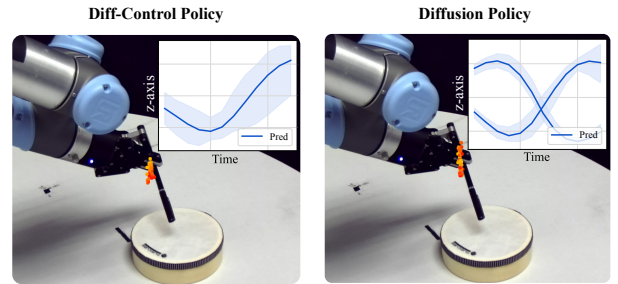 Diff-Control Policy
Diffusion Policy
z-axis
Pred
Time
z-axis
Pred
Time